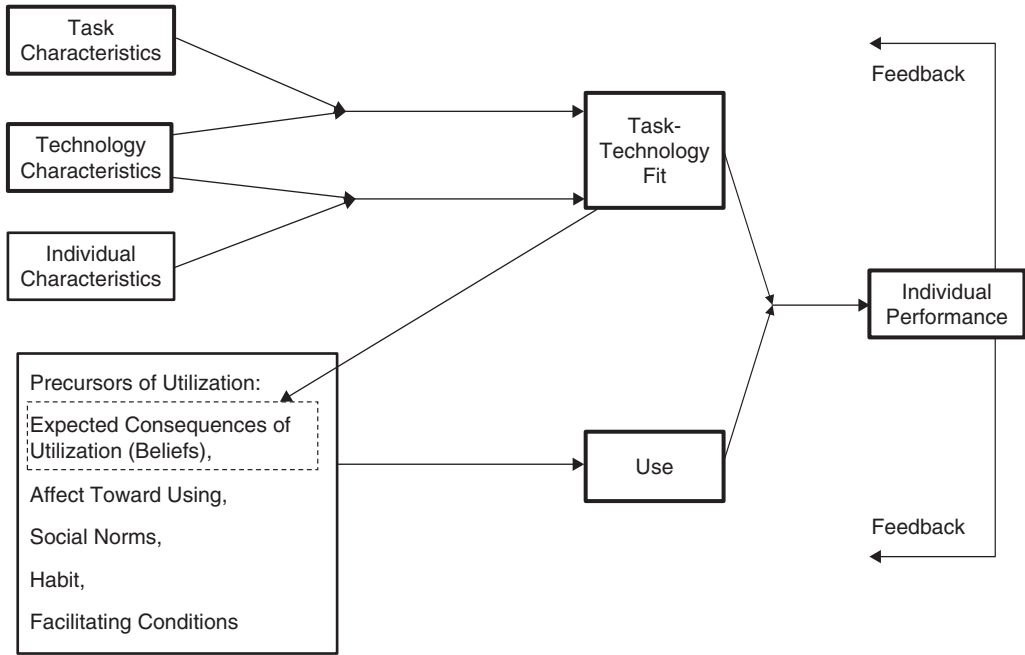 Task
Characteristics
Technology
Characteristics
Individual
Characteristics
Task-
Technology
Fit
Feedback
Individual
Performance
Precursors of Utilization:
Expected Consequences of
Utilization (Beliefs),
Affect Toward Using,
Social Norms,
Habit,
Facilitating Conditions
Use
Feedback